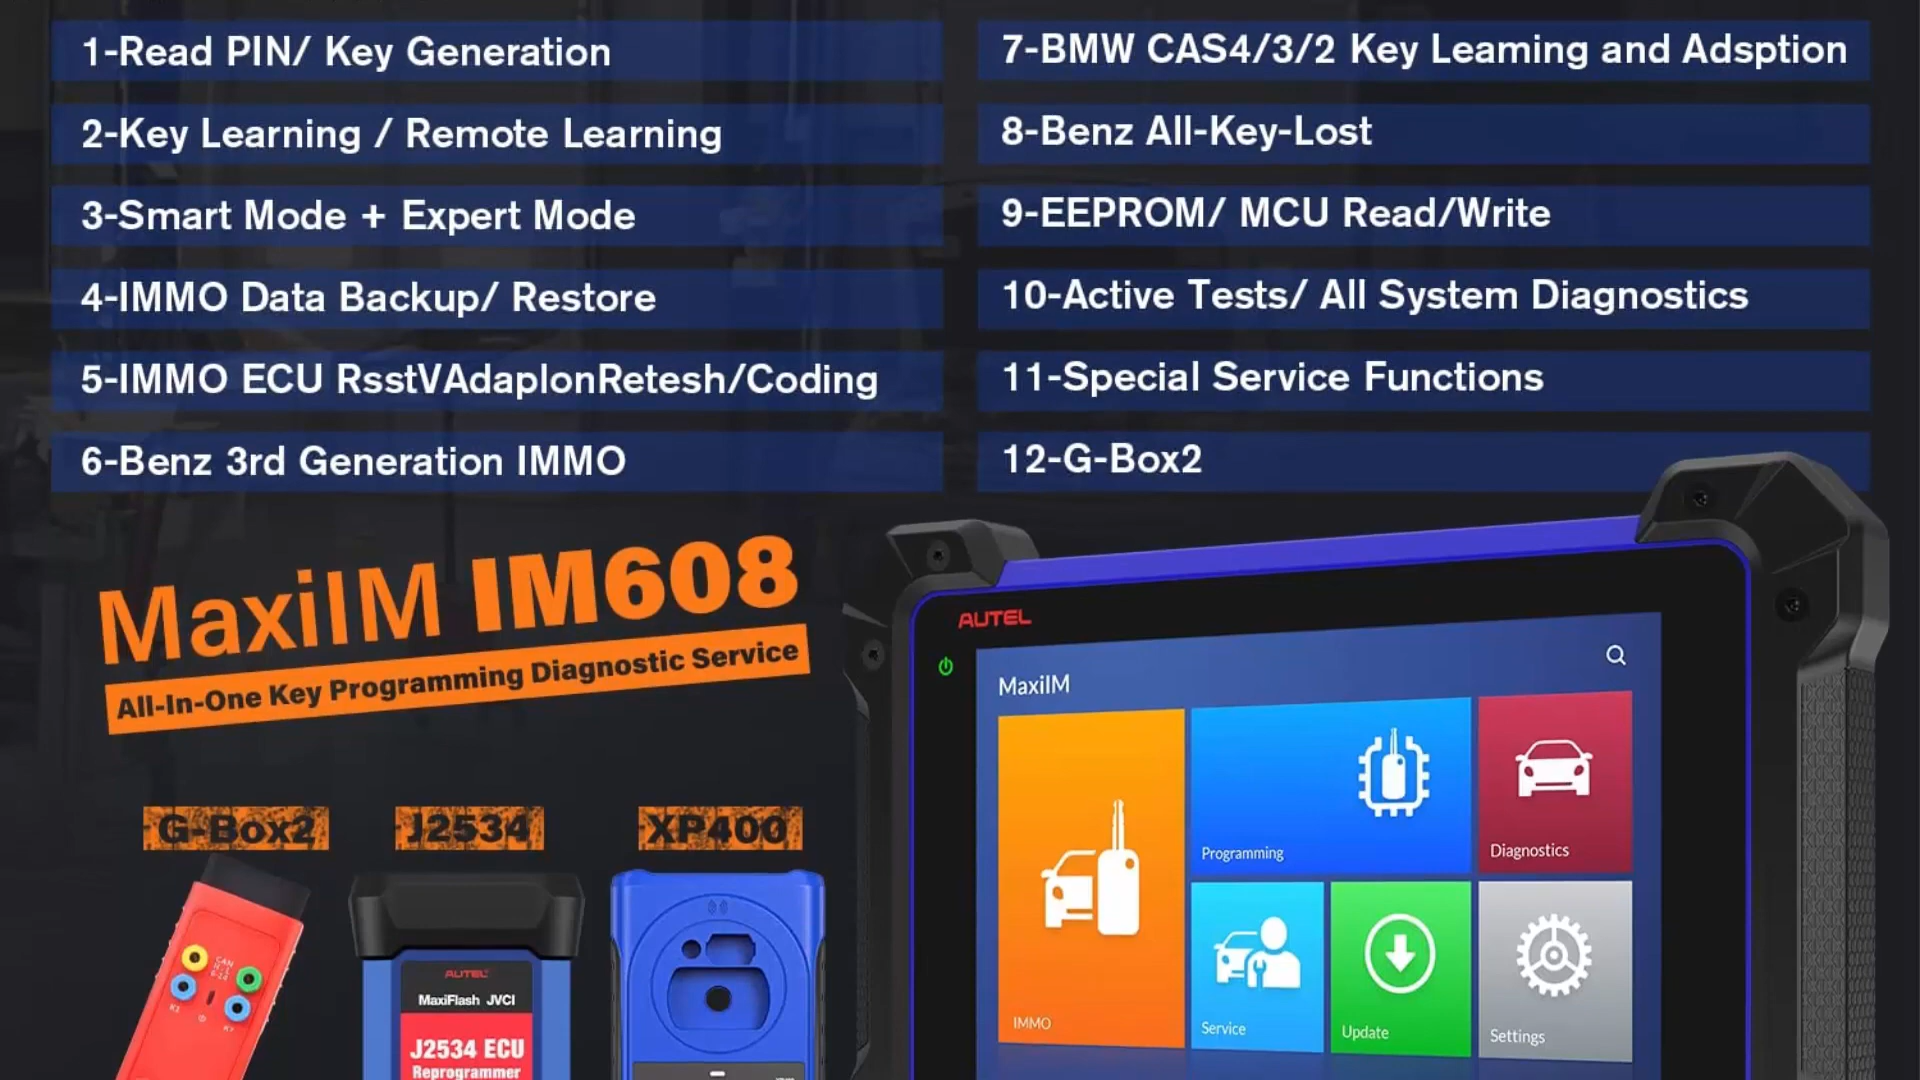 1-Read PIN/ Key Generation
2-Key Learning / Remote Learning
3-Smart Mode + Expert Mode
4-IMMO Data Backup/ Restore
5-IMMO ECU RsstVAdaplonRetesh/Coding
6-Benz 3rd Generation IMMO
7-BMW CAS4/3/2 Key Leaming and Adsption
8-Benz All-Key-Lost
9-EEPROM/ MCU Read/Write
10-Active Tests/ All System Diagnostics
11-Special Service Functions
12-G-Box2
MaxiIM IM608
All-In-One Key Programming Diagnostic Service
G-Box2
J2534
XP400
CAN
AUTEL
MaxiFlash JVCI
J2534 ECU
Reprogrammer
AUTEL
MaxiIM
IMMO
Programming
Diagnostics
Service
Update
Settings